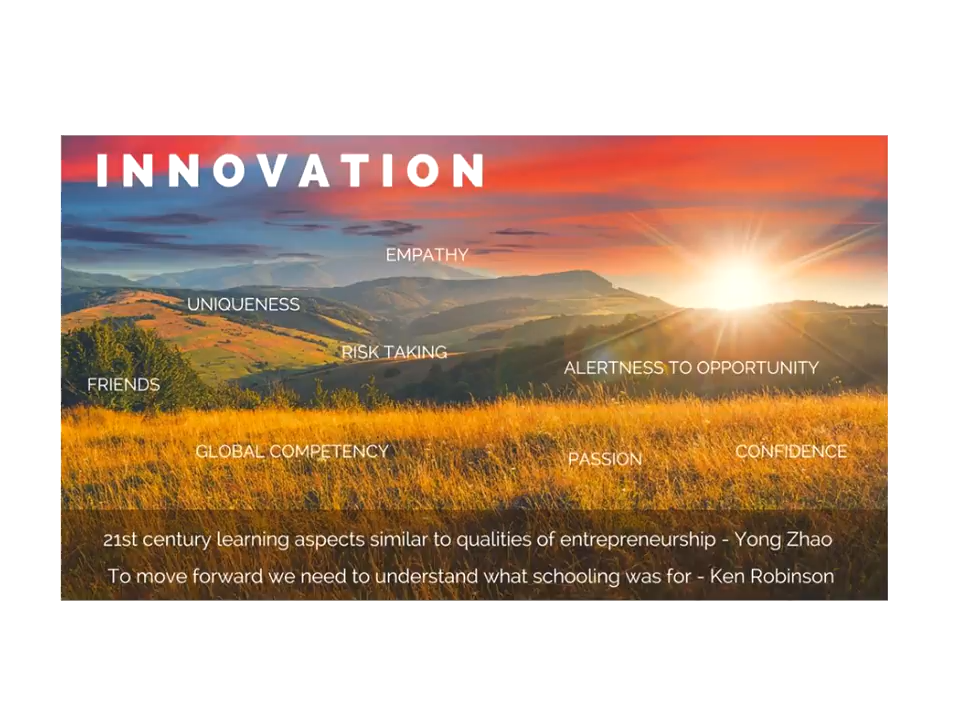 INNOVATION
EMPATHY
UNIQUENESS
RISK TAKING
ALERTNESS TO OPPORTUNITY
FRIENDS
GLOBAL COMPETENCY
PASSION
CONFIDENCE
21st century learning aspects similar to qualities of entrepreneurship - Yong Zhao
To move forward we need to understand what schooling was for - Ken Robinson